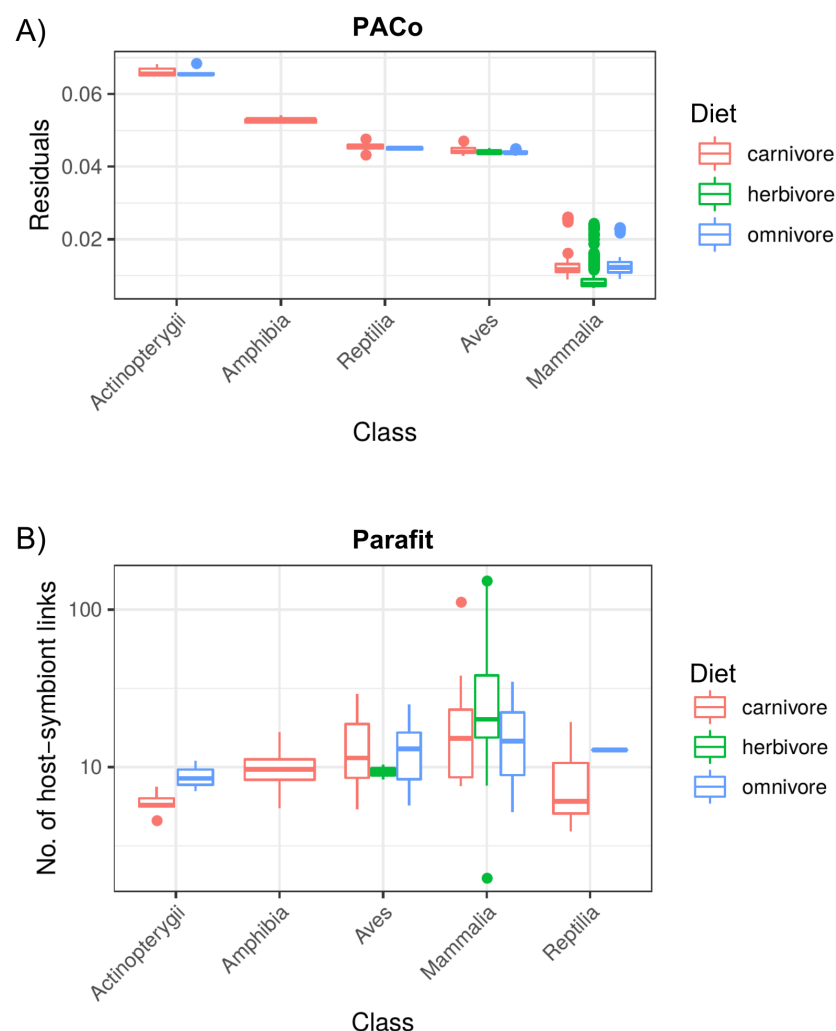 A)
PACo
Residuals
0.06
0.04
0.02
Actinopterygii
Amphibia
Reptilia
Aves
Mammalia
Class
Diet
carnivore
herbivore
omnivore
B)
Parafit
No. of host−symbiont links
100
10
Actinopterygii
Amphibia
Aves
Mammalia
Reptilia
Class
Diet
carnivore
herbivore
omnivore